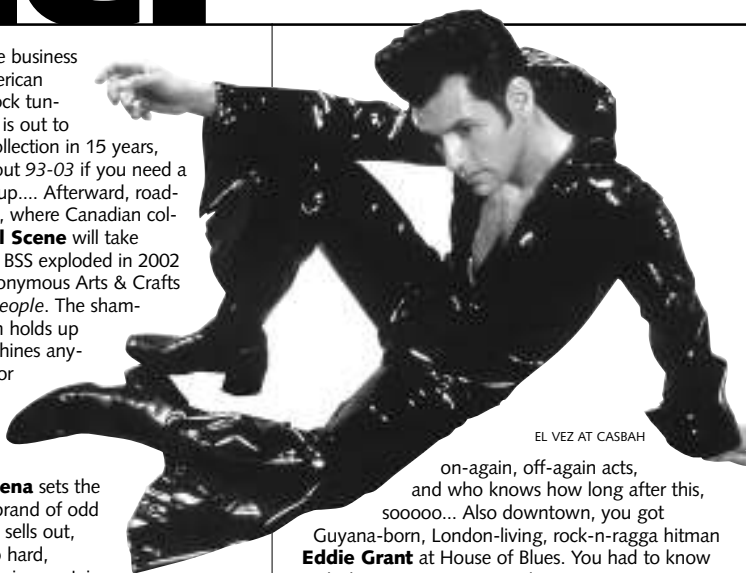 e business
erican
ock tun-
is out to
ollection in 15 years,
out 93-03 if you need a
up.... Afterward, road-
, where Canadian col-
l Scene will take
BSS exploded in 2002
onymous Arts & Crafts
eople. The sham-
n holds up
hines any-
or
ena sets the
brand of odd
sells out,
o hard,
EL VEZ AT CASBAH
on-again, off-again acts,
and who knows how long after this,
sooooo... Also downtown, you got
Guyana-born, London-living, rock-n-ragga hitman
Eddie Grant at House of Blues. You had to know